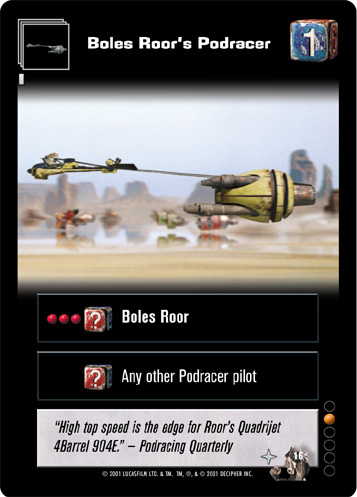 Boles Roor's Podracer
1
? Boles Roor
? Any other Podracer pilot
"High top speed is the edge for Roor's Quadrijet
4Barrel 904E." – Podracing Quarterly
16
© 2001 LUCASFILM LTD. & TM. TM, ®, & © 2001 DECIPHER INC.